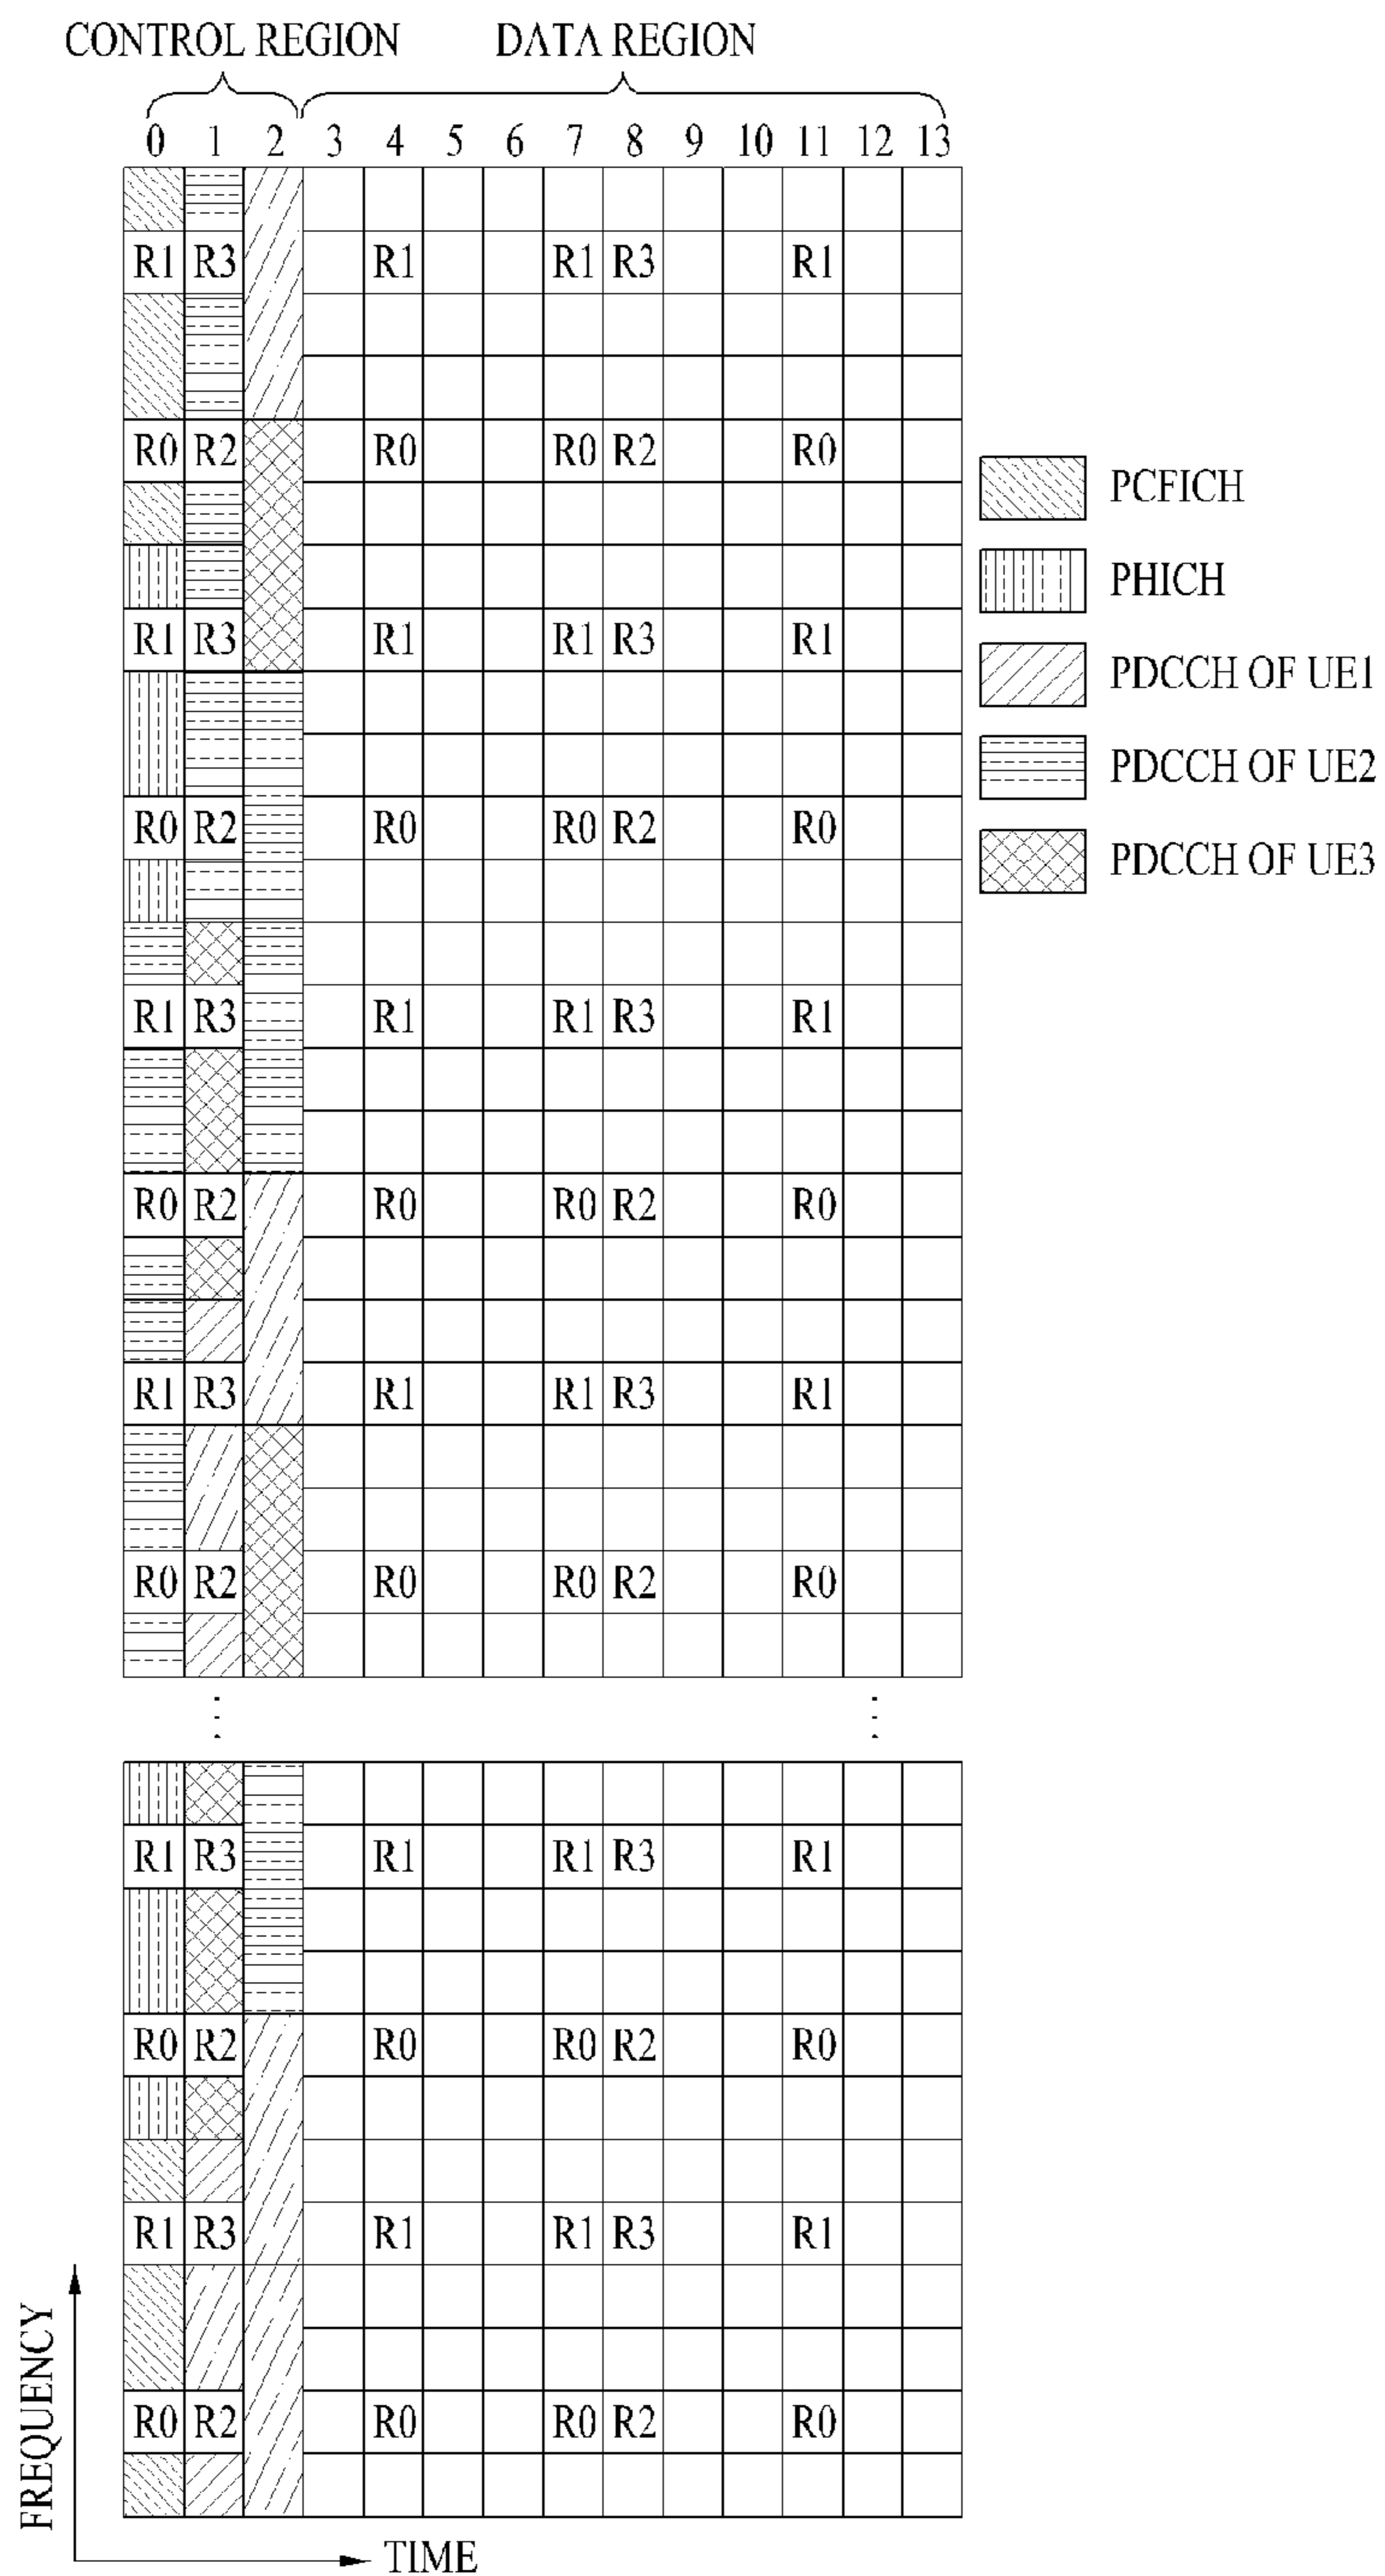 CONTROL REGION DATA REGION
0 1 2 3 4 5 6 7 8 9 10 11 12 13
R1 R3 R1 R1 R3 R1
R0 R2 R0 R0 R2 R0
PCFICH
PHICH
R1 R3 R1 R1 R3 R1
PDCCH OF UE1
PDCCH OF UE2
R0 R2 R0 R0 R2 R0
PDCCH OF UE3
R1 R3 R1 R1 R3 R1
R0 R2 R0 R0 R2 R0
R1 R3 R1 R1 R3 R1
R0 R2 R0 R0 R2 R0
R1 R3 R1 R1 R3 R1
R0 R2 R0 R0 R2 R0
R1 R3 R1 R1 R3 R1
R0 R2 R0 R0 R2 R0
FREQUENCY
TIME